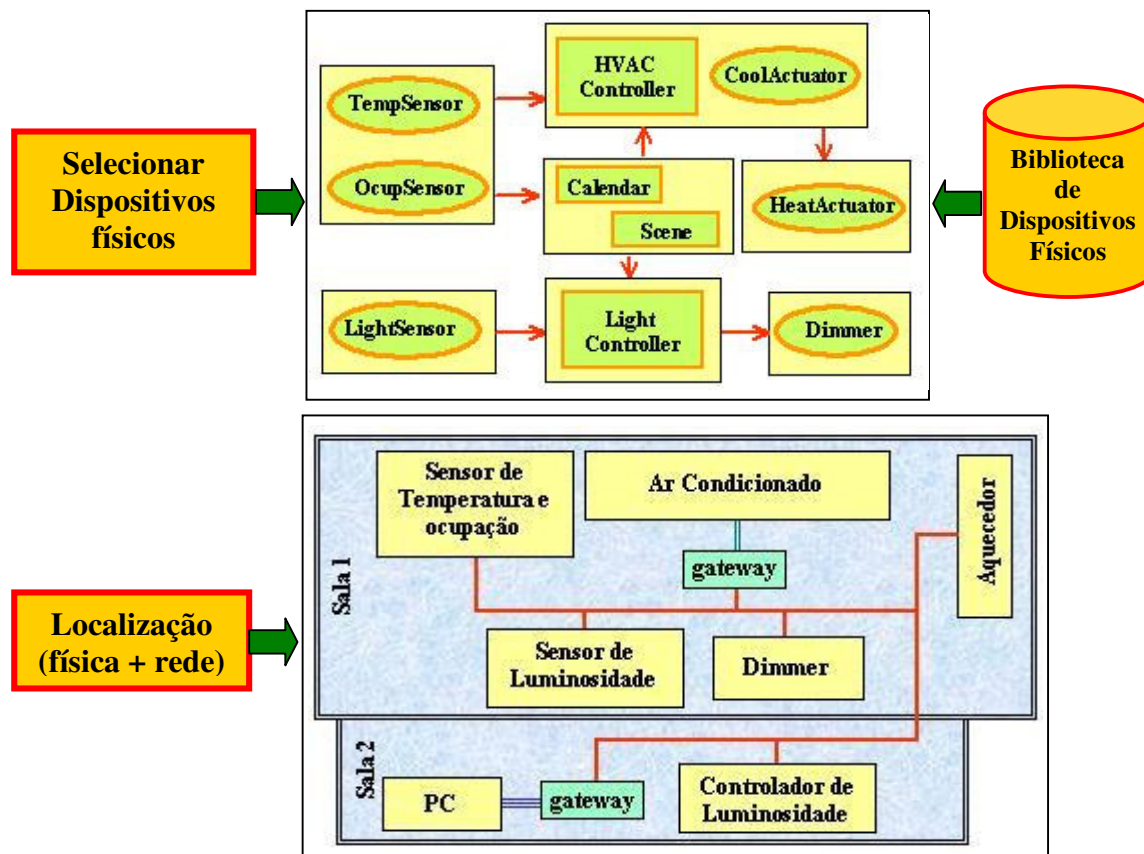 Selecionar
Dispositivos
físicos
TempSensor
OcupSensor
HVAC
Controller
CoolActuator
Calendar
Scene
HeatActuator
LightSensor
Light
Controller
Dimmer
Biblioteca
de
Dispositivos
Físicos
Localização
(física + rede)
Sala 1
Sensor de
Temperatura e
ocupação
Ar Condicionado
gateway
Aquecedor
Sensor de
Luminosidade
Dimmer
Sala 2
PC
gateway
Controlador de
Luminosidade